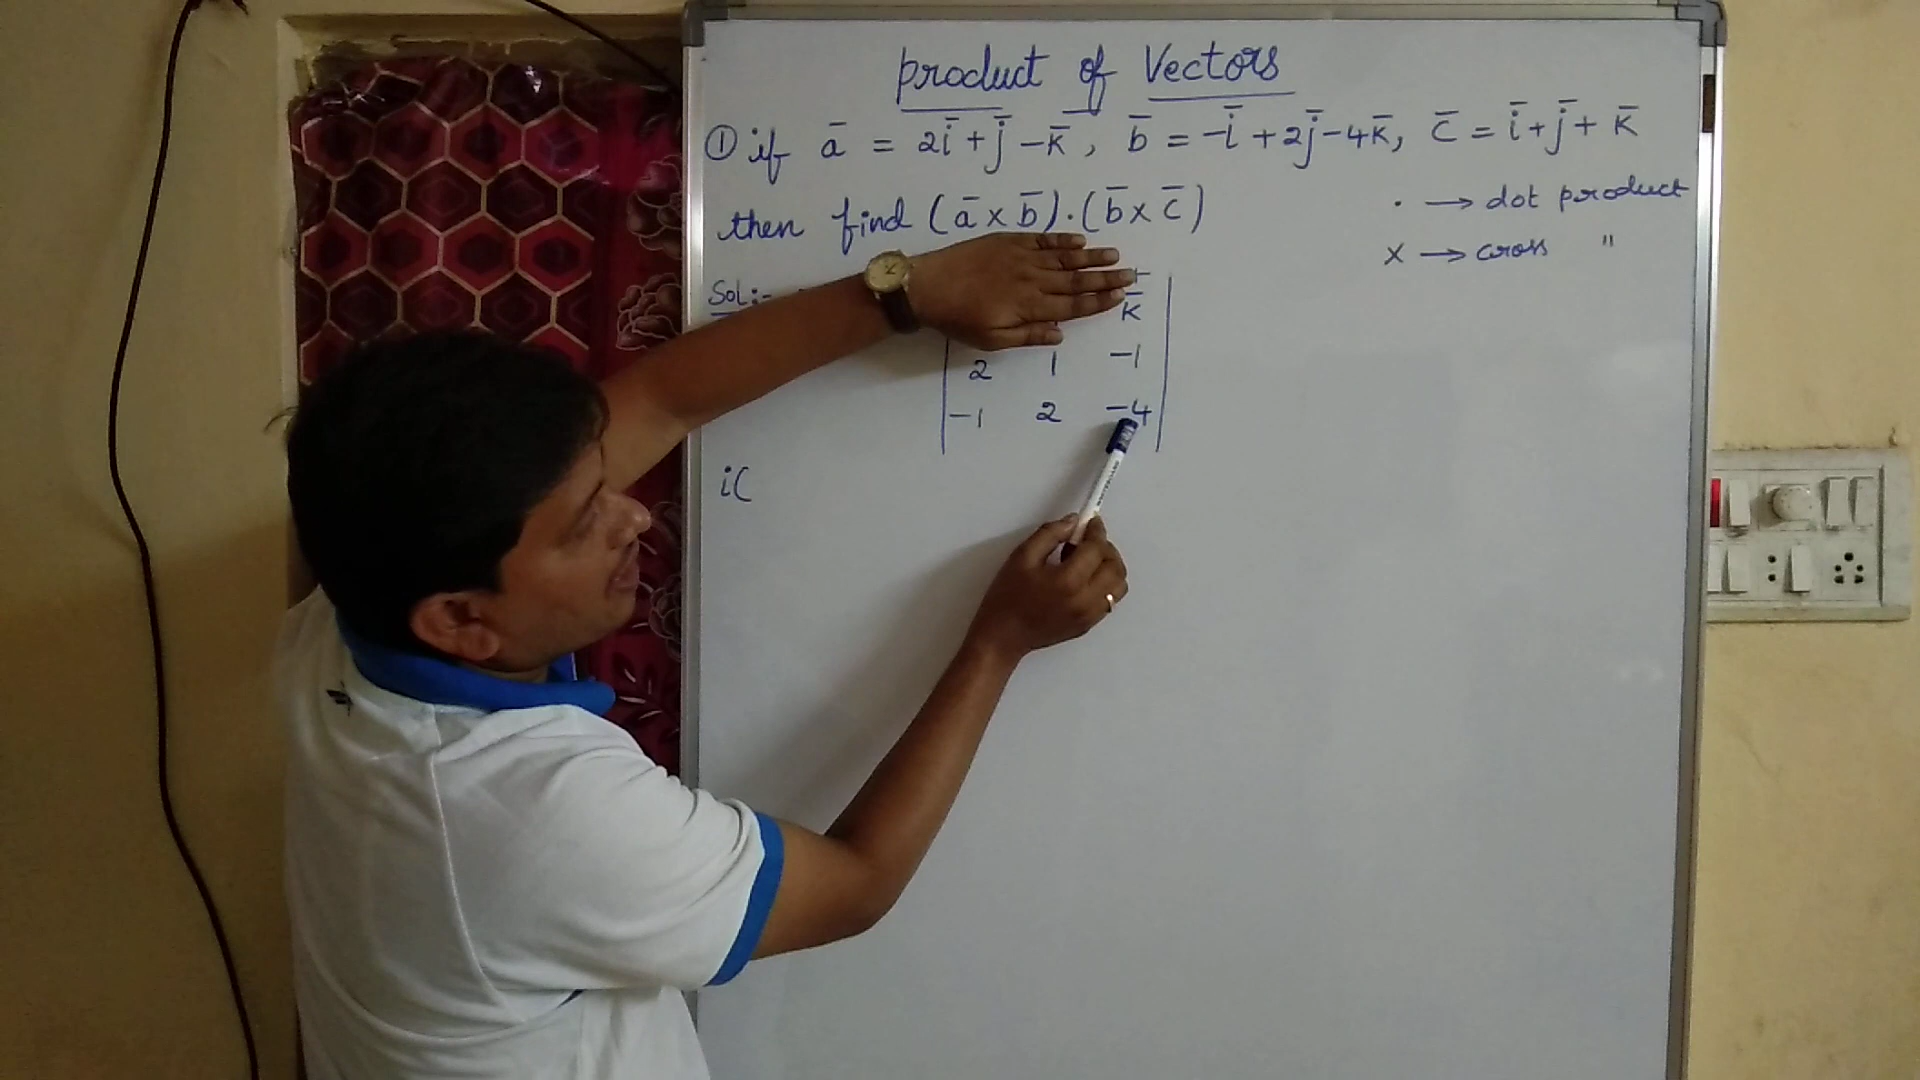 product of Vectors
① if a̅ = 2i̅ + j̅ - k̅, b̅ = -i̅ + 2j̅ - 4k̅, c̅ = i̅ + j̅ + k̅
then find (a̅ × b̅) . (b̅ × c̅)
. → dot product
× → cross "
Sol:-
+
k̅
2 1 -1
-1 2 -4
i(